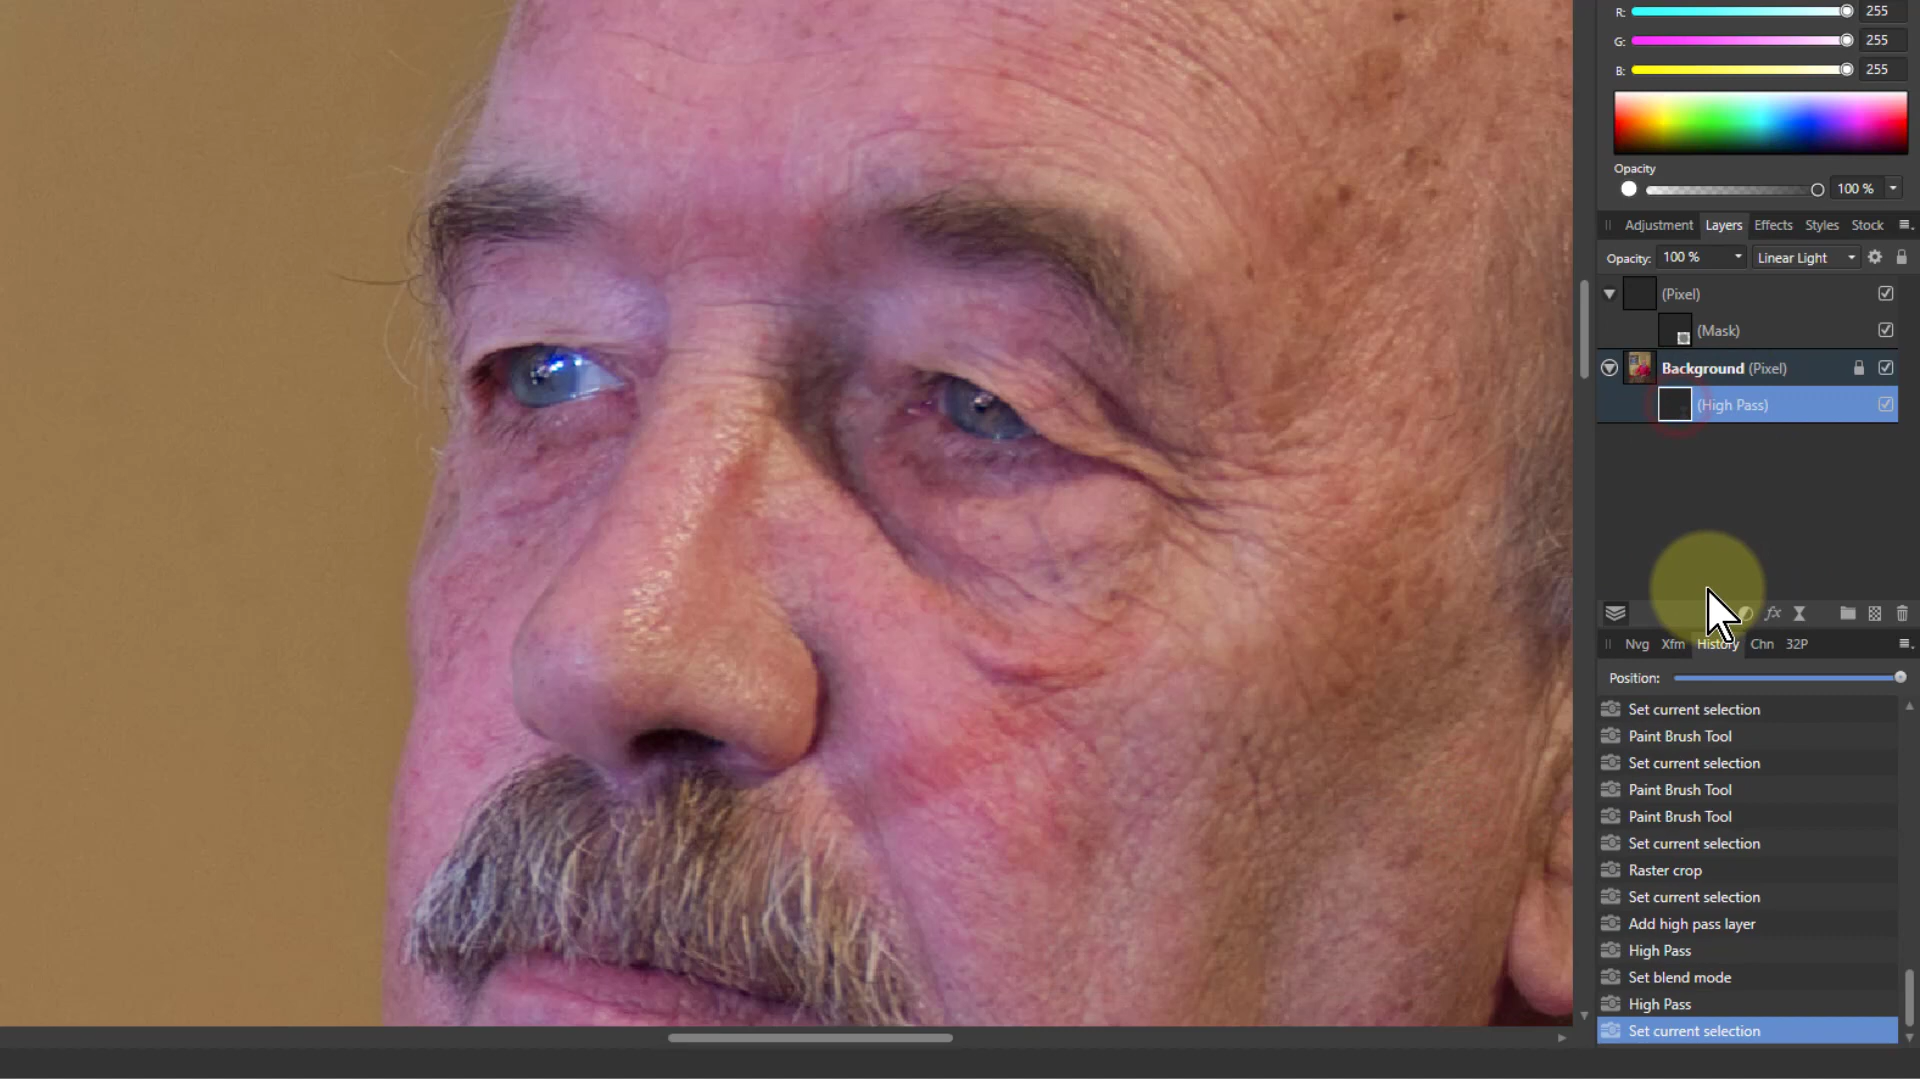 R: 255
G: 255
B: 255
Opacity
100 %
Adjustment Layers Effects Styles Stock
Opacity: 100 % Linear Light
(Pixel)
(Mask)
Background (Pixel)
(High Pass)
fx
Nvg Xfm History Chn 32P
Position:
Set current selection
Paint Brush Tool
Set current selection
Paint Brush Tool
Paint Brush Tool
Set current selection
Raster crop
Set current selection
Add high pass layer
High Pass
Set blend mode
High Pass
Set current selection